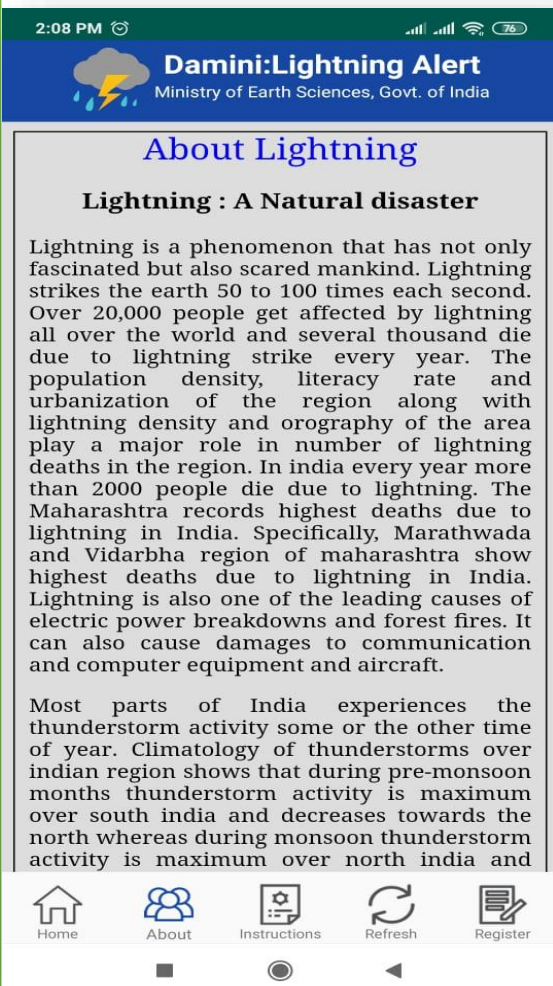 2:08 PM
76
Damini:Lightning Alert
Ministry of Earth Sciences, Govt. of India
About Lightning
Lightning : A Natural disaster
Lightning is a phenomenon that has not only
fascinated but also scared mankind. Lightning
strikes the earth 50 to 100 times each second.
Over 20,000 people get affected by lightning
all over the world and several thousand die
due to lightning strike every year. The
population density, literacy rate and
urbanization of the region along with
lightning density and orography of the area
play a major role in number of lightning
deaths in the region. In india every year more
than 2000 people die due to lightning. The
Maharashtra records highest deaths due to
lightning in India. Specifically, Marathwada
and Vidarbha region of maharashtra show
highest deaths due to lightning in India.
Lightning is also one of the leading causes of
electric power breakdowns and forest fires. It
can also cause damages to communication
and computer equipment and aircraft.
Most parts of India experiences the
thunderstorm activity some or the other time
of year. Climatology of thunderstorms over
indian region shows that during pre-monsoon
months thunderstorm activity is maximum
over south india and decreases towards the
north whereas during monsoon thunderstorm
activity is maximum over north india and
Home
About
Instructions
Refresh
Register